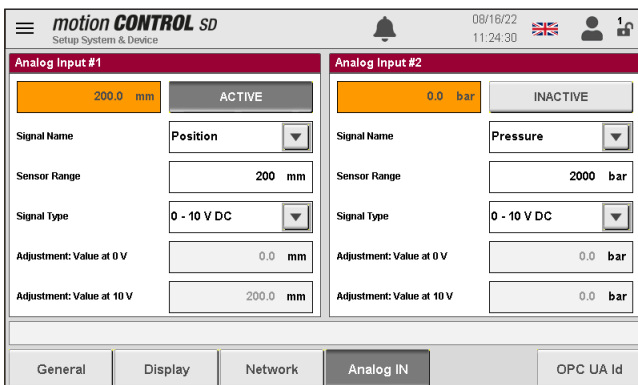 motion CONTROL SD
Setup System & Device
08/16/22
11:24:30
1
Analog Input #1
200.0 mm
ACTIVE
Signal Name
Position
Sensor Range
200 mm
Signal Type
0 - 10 V DC
Adjustment: Value at 0 V
0.0 mm
Adjustment: Value at 10 V
200.0 mm
Analog Input #2
0.0 bar
INACTIVE
Signal Name
Pressure
Sensor Range
2000 bar
Signal Type
0 - 10 V DC
Adjustment: Value at 0 V
0.0 bar
Adjustment: Value at 10 V
0.0 bar
General
Display
Network
Analog IN
OPC UA Id